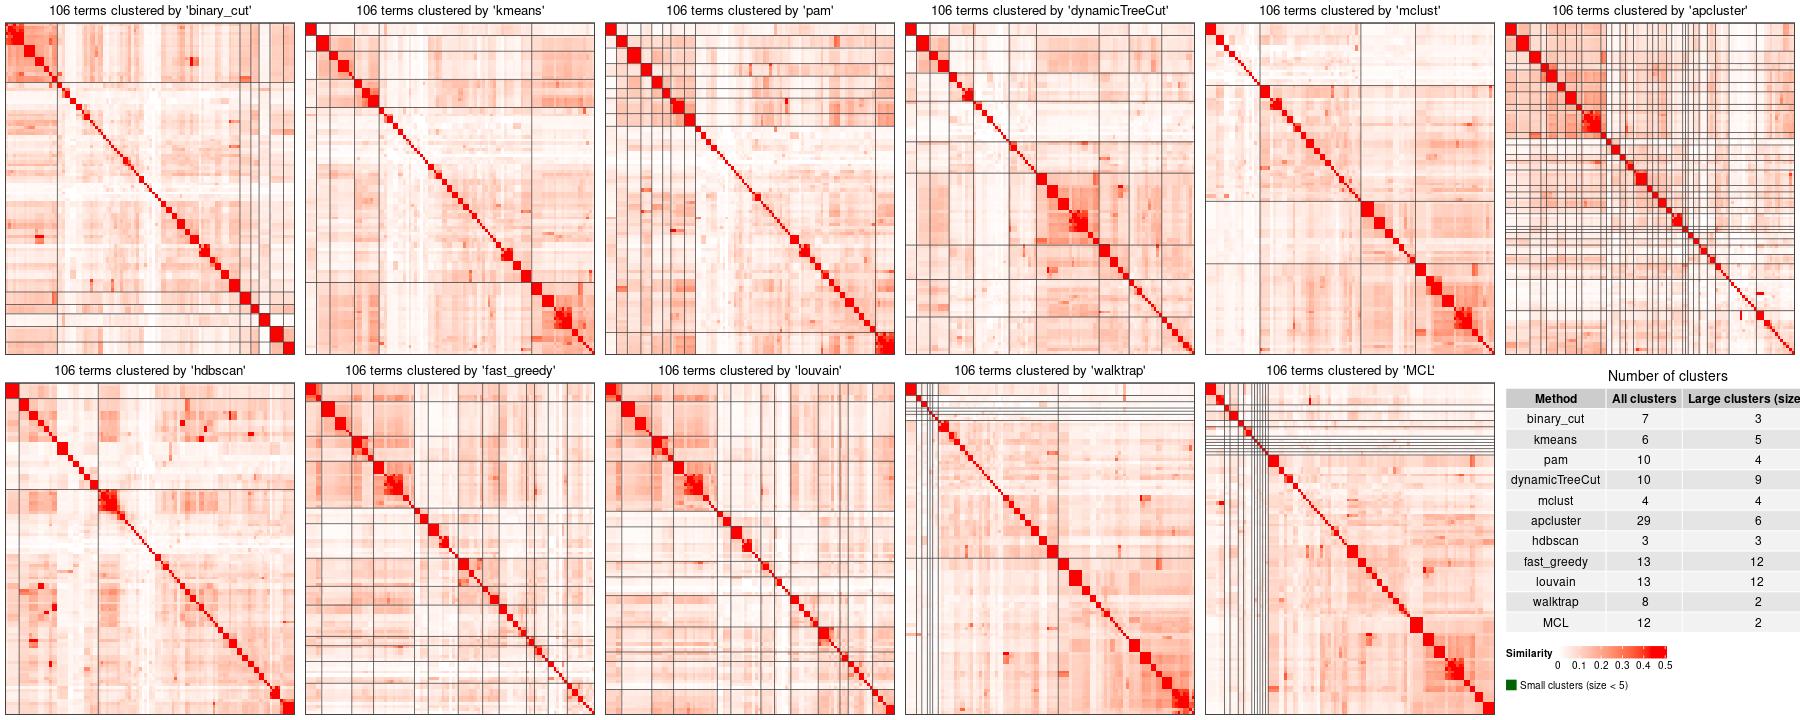 106 terms clustered by 'binary_cut'
106 terms clustered by 'kmeans'
106 terms clustered by 'pam'
106 terms clustered by 'dynamicTreeCut'
106 terms clustered by 'mclust'
106 terms clustered by 'apcluster'
106 terms clustered by 'hdbscan'
106 terms clustered by 'fast_greedy'
106 terms clustered by 'louvain'
106 terms clustered by 'walktrap'
106 terms clustered by 'MCL'
Number of clusters
Method All clusters Large clusters (size
binary_cut 7 3
kmeans 6 5
pam 10 4
dynamicTreeCut 10 9
mclust 4 4
apcluster 29 6
hdbscan 3 3
fast_greedy 13 12
louvain 13 12
walktrap 8 2
MCL 12 2
Similarity
0 0.1 0.2 0.3 0.4 0.5
Small clusters (size < 5)